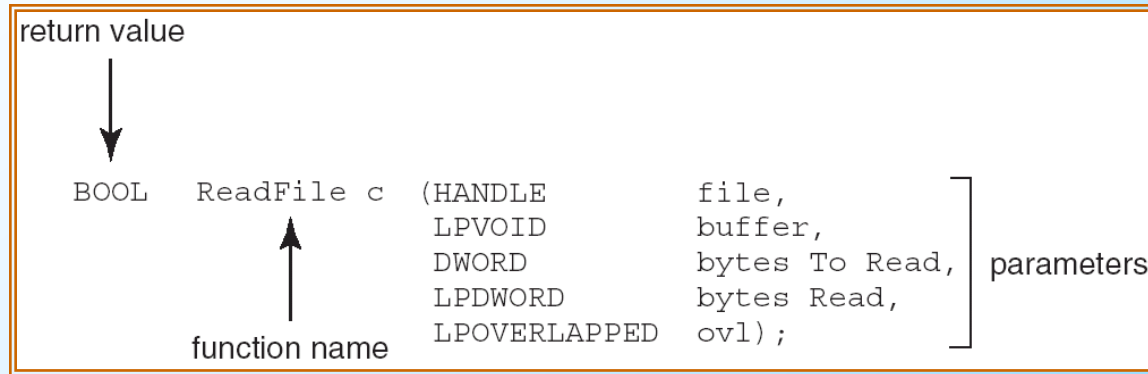 return value
BOOL ReadFile c (HANDLE file,
LPVOID buffer,
DWORD bytes To Read,
LPDWORD bytes Read,
LPOVERLAPPED ovl);
parameters
function name